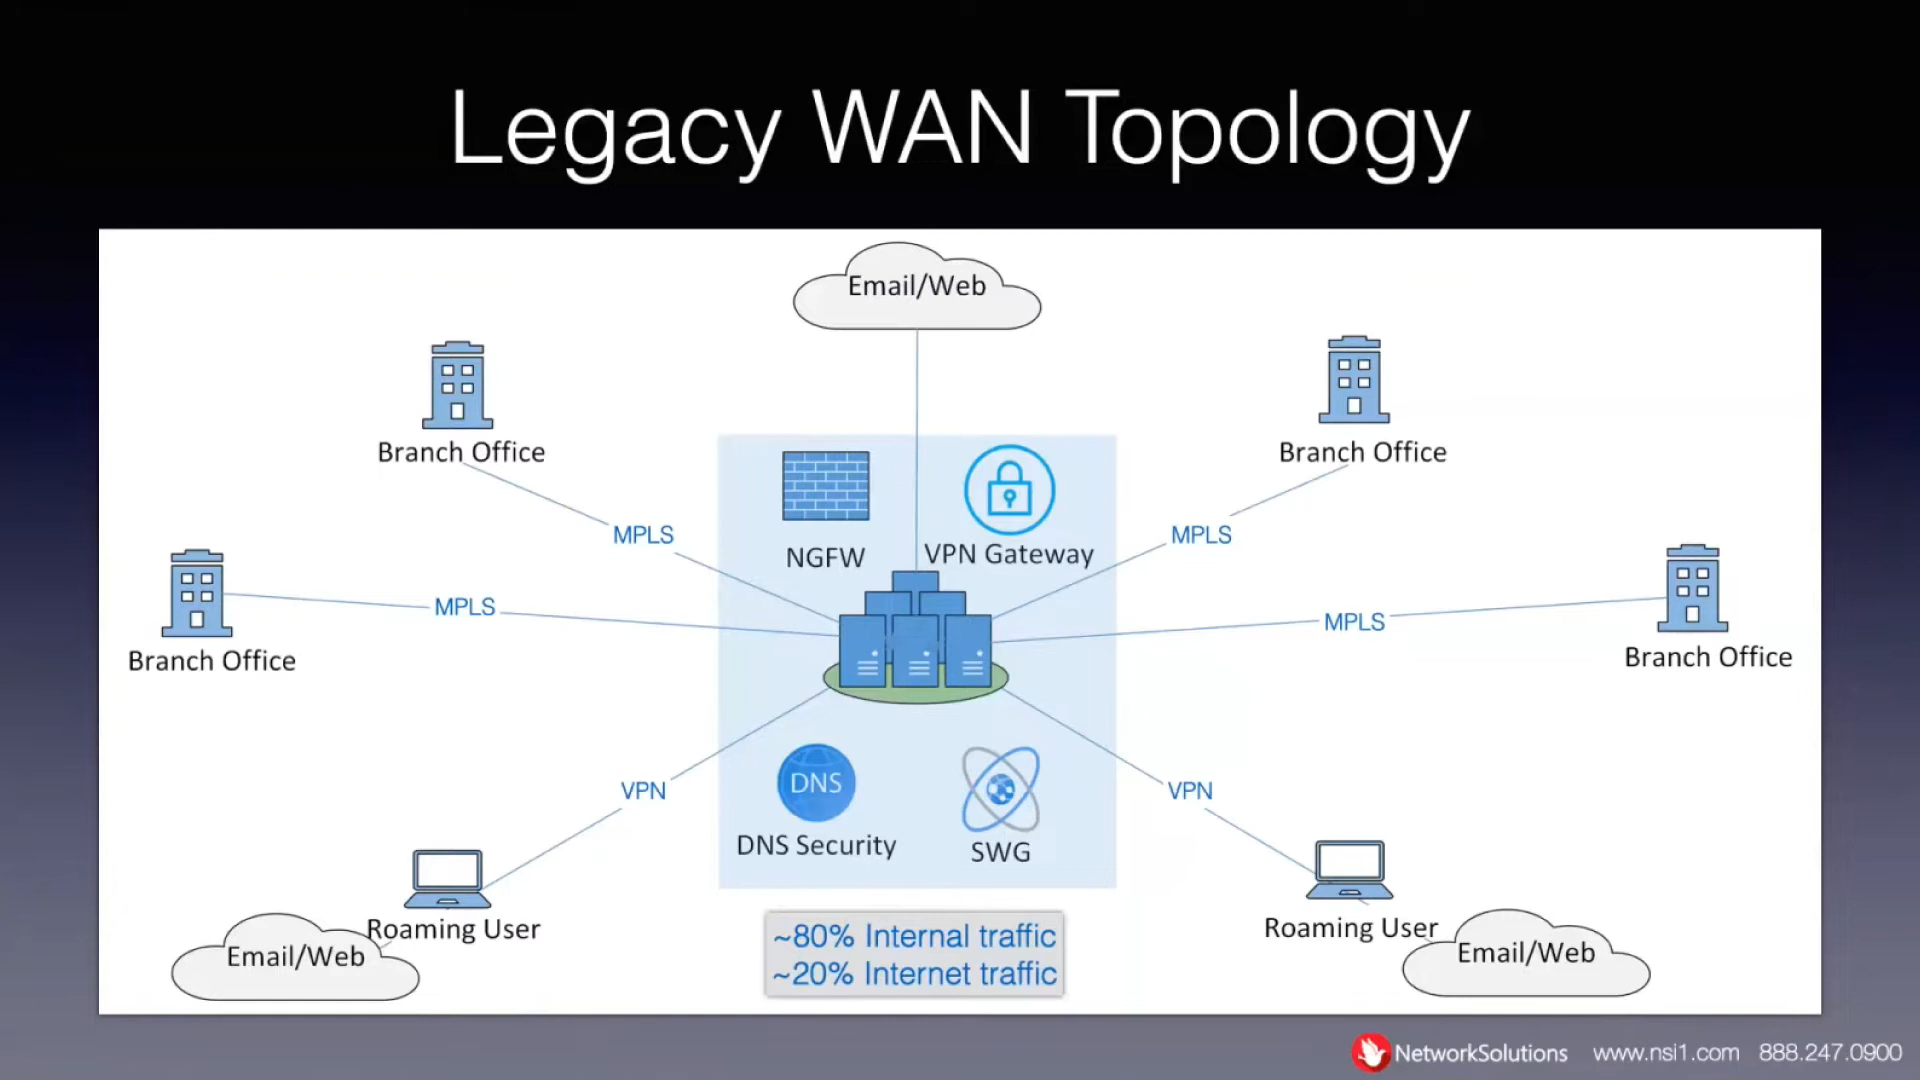 Legacy WAN Topology
Email/Web
Branch Office
Branch Office
MPLS
NGFW
VPN Gateway
MPLS
MPLS
MPLS
Branch Office
Branch Office
VPN
VPN
DNS
DNS Security
SWG
Roaming User
Email/Web
Roaming User
Email/Web
~80% Internal traffic
~20% Internet traffic
NetworkSolutions www.nsi1.com 888.247.0900